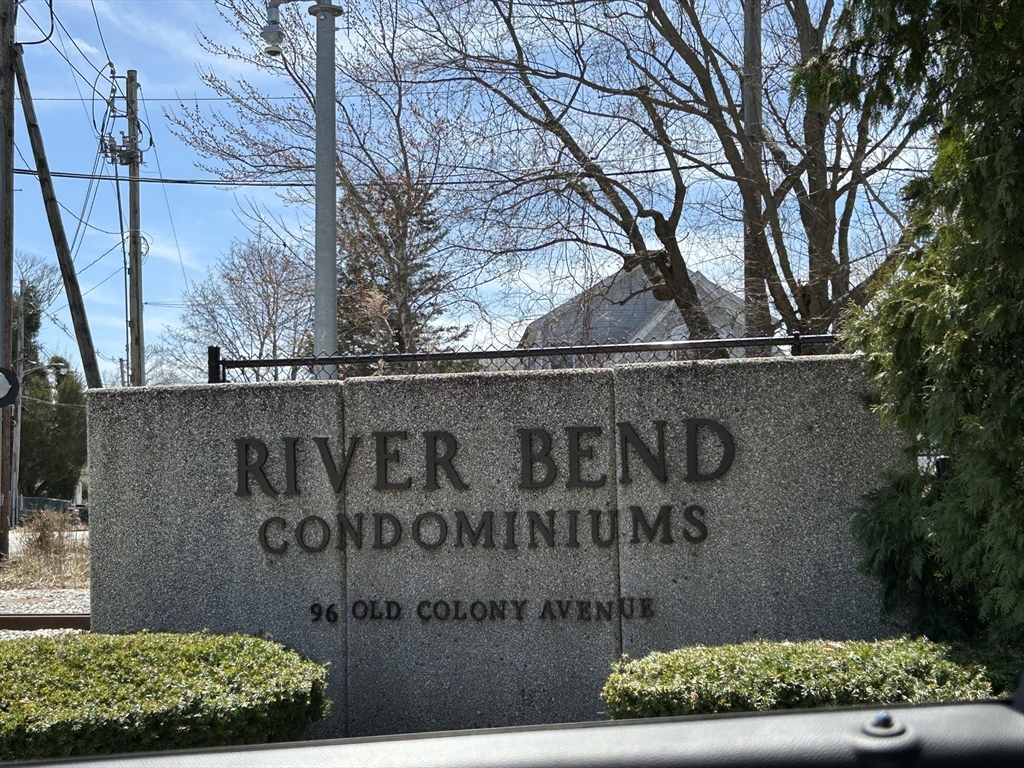 RIVER BEND
CONDOMINIUMS
96 OLD COLONY AVENUE